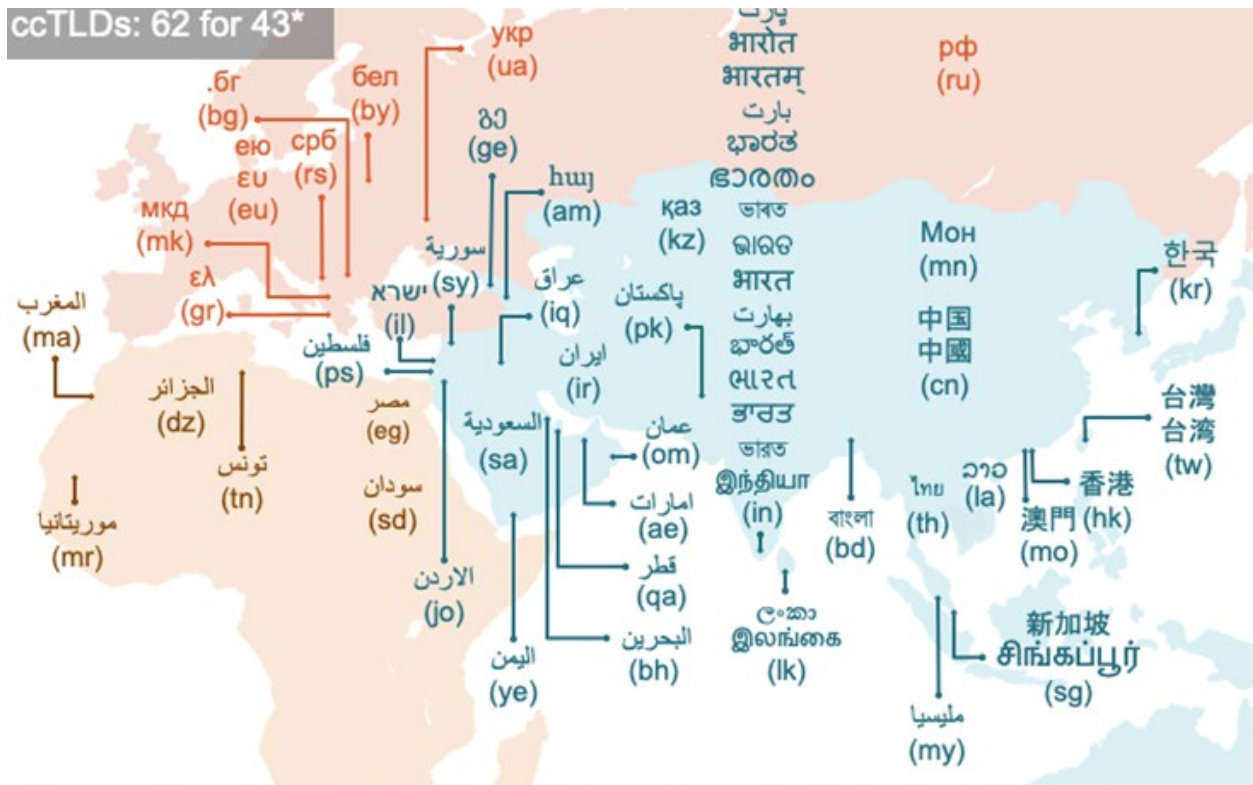 ccTLDs: 62 for 43*
укр
(ua)
рф
(ru)
.бг
(bg)
бел
(by)
ею
ευ
(eu)
срб
(rs)
мкд
(mk)
ελ
(gr)
გე
(ge)
հայ
(am)
қаз
(kz)
سورية
(sy)
ישרא
(il)
عراق
(iq)
پاکستان
(pk)
فلسطين
(ps)
ایران
(ir)
المغرب
(ma)
الجزائر
(dz)
تونس
(tn)
مصر
(eg)
سودان
(sd)
موريتانيا
(mr)
السعودية
(sa)
عمان
(om)
امارات
(ae)
قطر
(qa)
البحرين
(bh)
الاردن
(jo)
اليمن
(ye)
भारोत
भारतम्
بارت
ಭಾರತ
ഭാരതം
ভাৰত
ଭାରତ
भारत
بھارت
భారత్
ભારત
ਭਾਰਤ
ভারত
இந்தியா
(in)
ලංකා
இலங்கை
(lk)
বাংলা
(bd)
Мон
(mn)
中国
中國
(cn)
한국
(kr)
台灣
台湾
(tw)
香港
(hk)
澳門
(mo)
ລາວ
(la)
ไทย
(th)
新加坡
சிங்கப்பூர்
(sg)
مليسيا
(my)